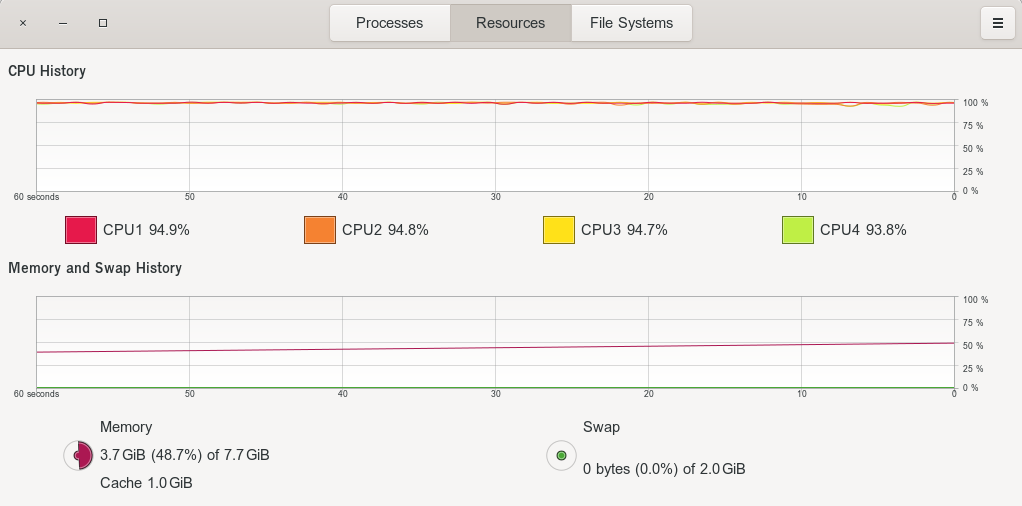 Processes Resources File Systems
CPU History
100 %
75 %
50 %
25 %
0 %
60 seconds 50 40 30 20 10 0
CPU1 94.9% CPU2 94.8% CPU3 94.7% CPU4 93.8%
Memory and Swap History
100 %
75 %
50 %
25 %
0 %
60 seconds 50 40 30 20 10 0
Memory
3.7 GiB (48.7%) of 7.7 GiB
Cache 1.0 GiB
Swap
0 bytes (0.0%) of 2.0 GiB